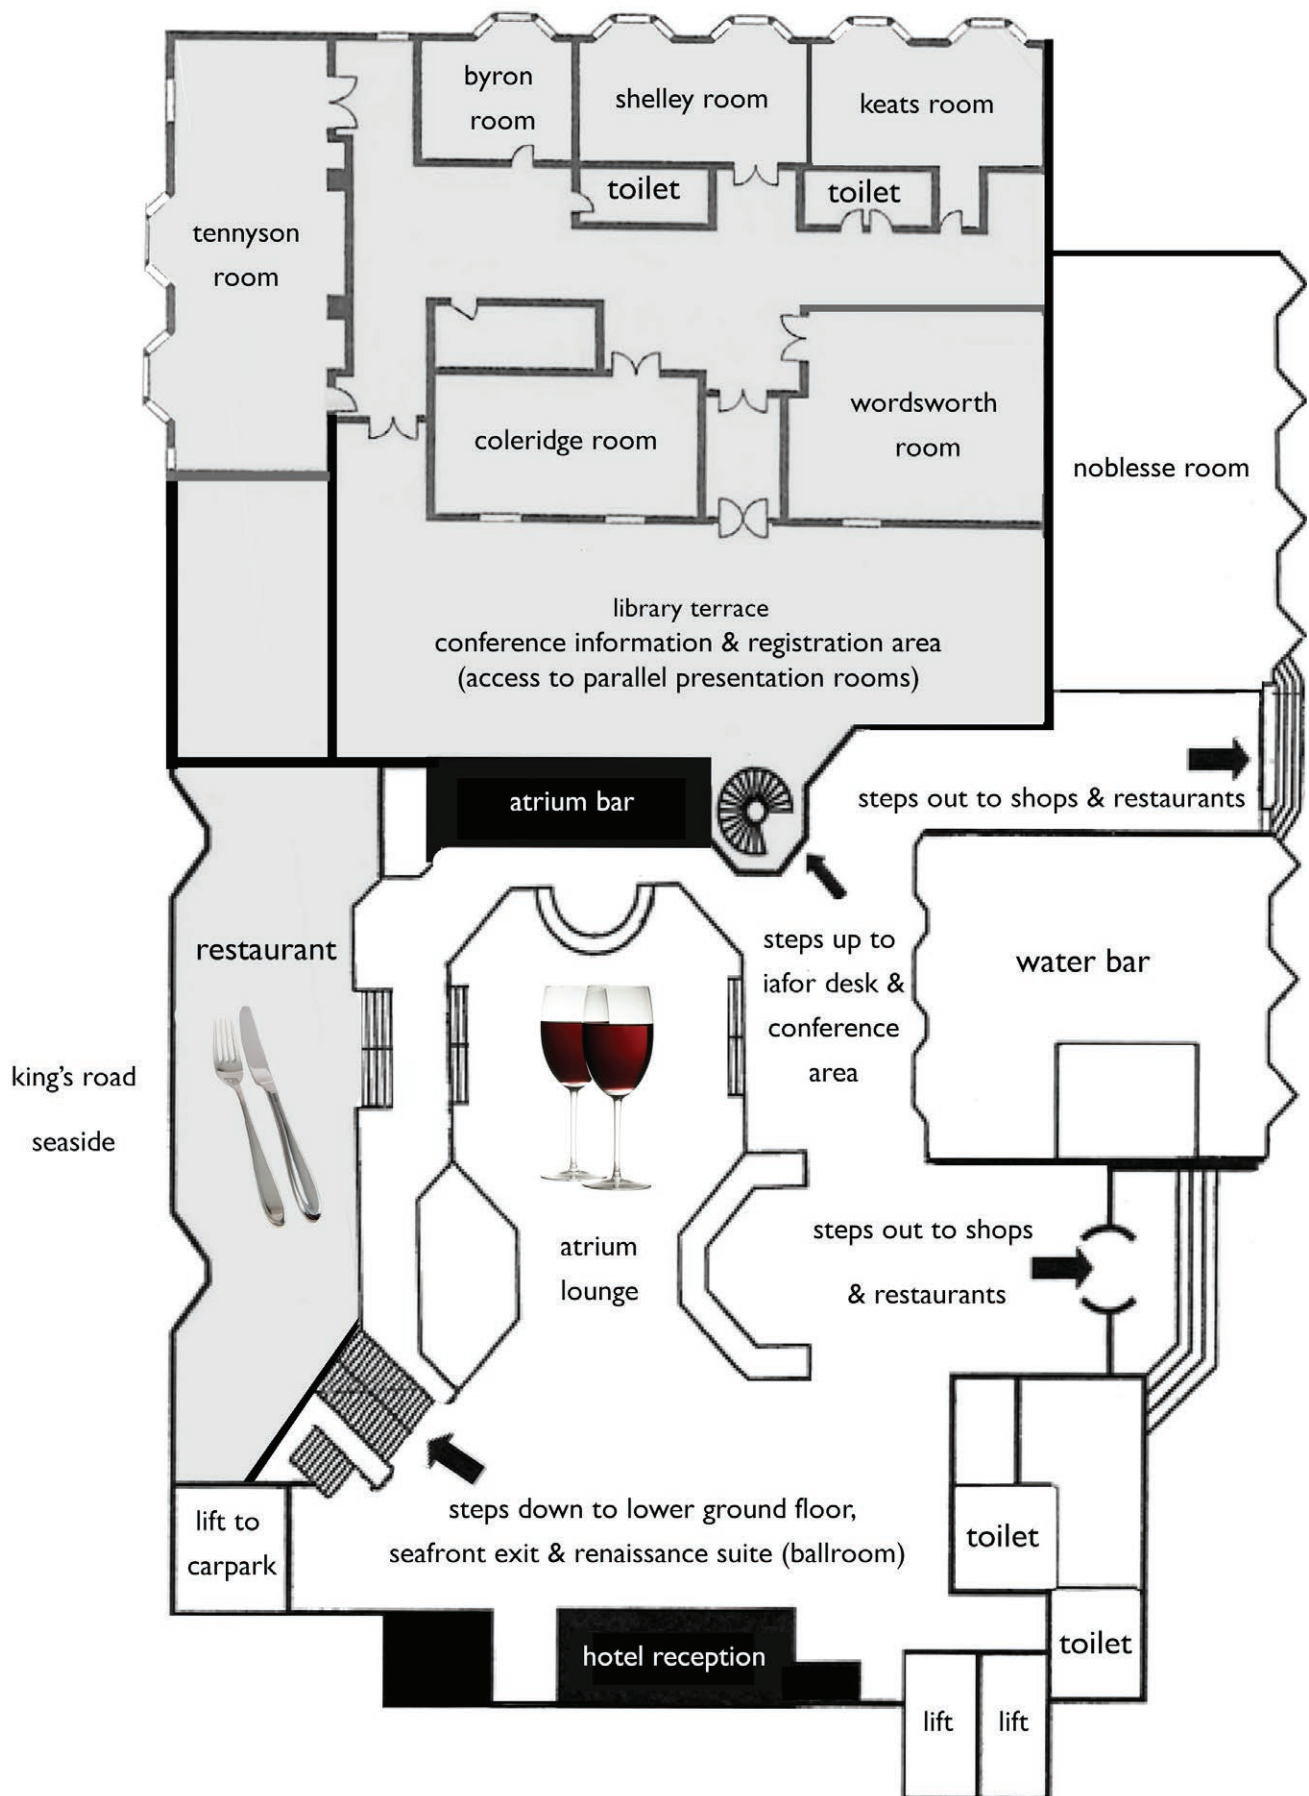 byron
room
shelley room
keats room
toilet
toilet
tennyson
room
coleridge room
wordsworth
room
noblesse room
library terrace
conference information & registration area
(access to parallel presentation rooms)
atrium bar
steps out to shops & restaurants
restaurant
steps up to
iafor desk &
conference
area
water bar
king's road
seaside
atrium
lounge
steps out to shops
& restaurants
steps down to lower ground floor,
seafront exit & renaissance suite (ballroom)
lift to
carpark
toilet
toilet
hotel reception
lift
lift